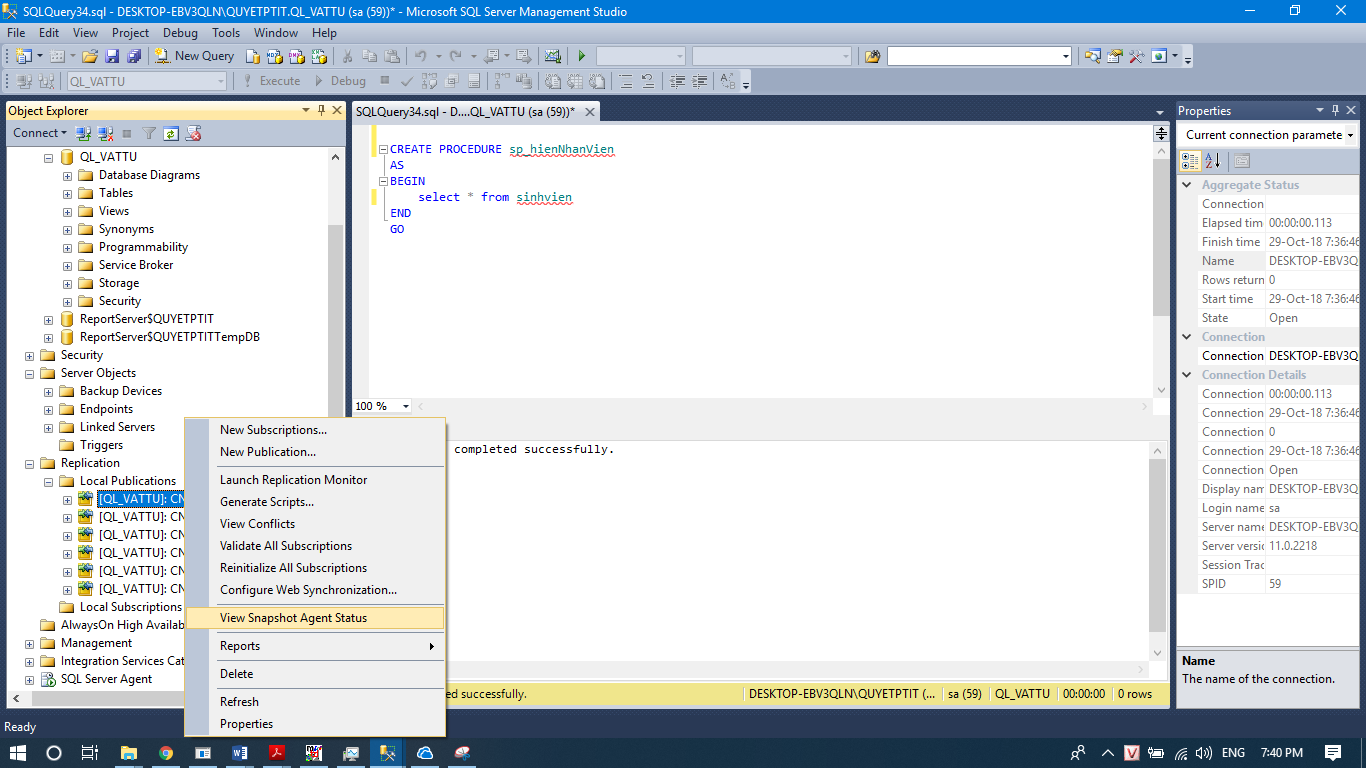 SQLQuery34.sql - DESKTOP-EBV3QLN\QUYETPTIT.QL_VATTU (sa (59))* - Microsoft SQL Server Management Studio
File Edit View Project Debug Tools Window Help
New Query
QL_VATTU
Execute
Debug
Object Explorer
Connect
QL_VATTU
Database Diagrams
Tables
Views
Synonyms
Programmability
Service Broker
Storage
Security
ReportServer$QUYETPTIT
ReportServer$QUYETPTITTempDB
Security
Server Objects
Backup Devices
Endpoints
Linked Servers
Triggers
Replication
Local Publications
[QL_VATTU]: CN
[QL_VATTU]: CN
[QL_VATTU]: CN
[QL_VATTU]: CN
[QL_VATTU]: CN
[QL_VATTU]: CN
Local Subscriptions
AlwaysOn High Availab
Management
Integration Services Cat
SQL Server Agent
New Subscriptions...
New Publication...
Launch Replication Monitor
Generate Scripts...
View Conflicts
Validate All Subscriptions
Reinitialize All Subscriptions
Configure Web Synchronization...
View Snapshot Agent Status
Reports
Delete
Refresh
Properties
SQLQuery34.sql - D....QL_VATTU (sa (59))*
CREATE PROCEDURE sp_hienNhanVien
AS
BEGIN
select * from sinhvien
END
GO
100 %
completed successfully.
ed successfully.
DESKTOP-EBV3QLN\QUYETPTIT (... sa (59) QL_VATTU 00:00:00 0 rows
Properties
Current connection paramete
Aggregate Status
Connection
Elapsed tim 00:00:00.113
Finish time 29-Oct-18 7:36:46
Name DESKTOP-EBV3Q
Rows return 0
Start time 29-Oct-18 7:36:46
State Open
Connection
Connection DESKTOP-EBV3Q
Connection Details
Connection 00:00:00.113
Connection 29-Oct-18 7:36:46
Connection 0
Connection 29-Oct-18 7:36:46
Connection Open
Display nam DESKTOP-EBV3Q
Login name sa
Server name DESKTOP-EBV3Q
Server versic 11.0.2218
Session Trac
SPID 59
Name
The name of the connection.
Ready
ENG 7:40 PM